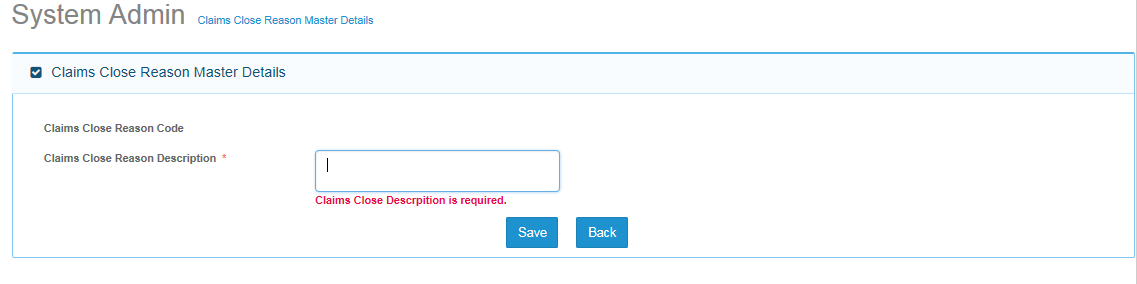 System Admin Claims Close Reason Master Details
Claims Close Reason Master Details
Claims Close Reason Code
Claims Close Reason Description *
Claims Close Descrpition is required.
Save Back